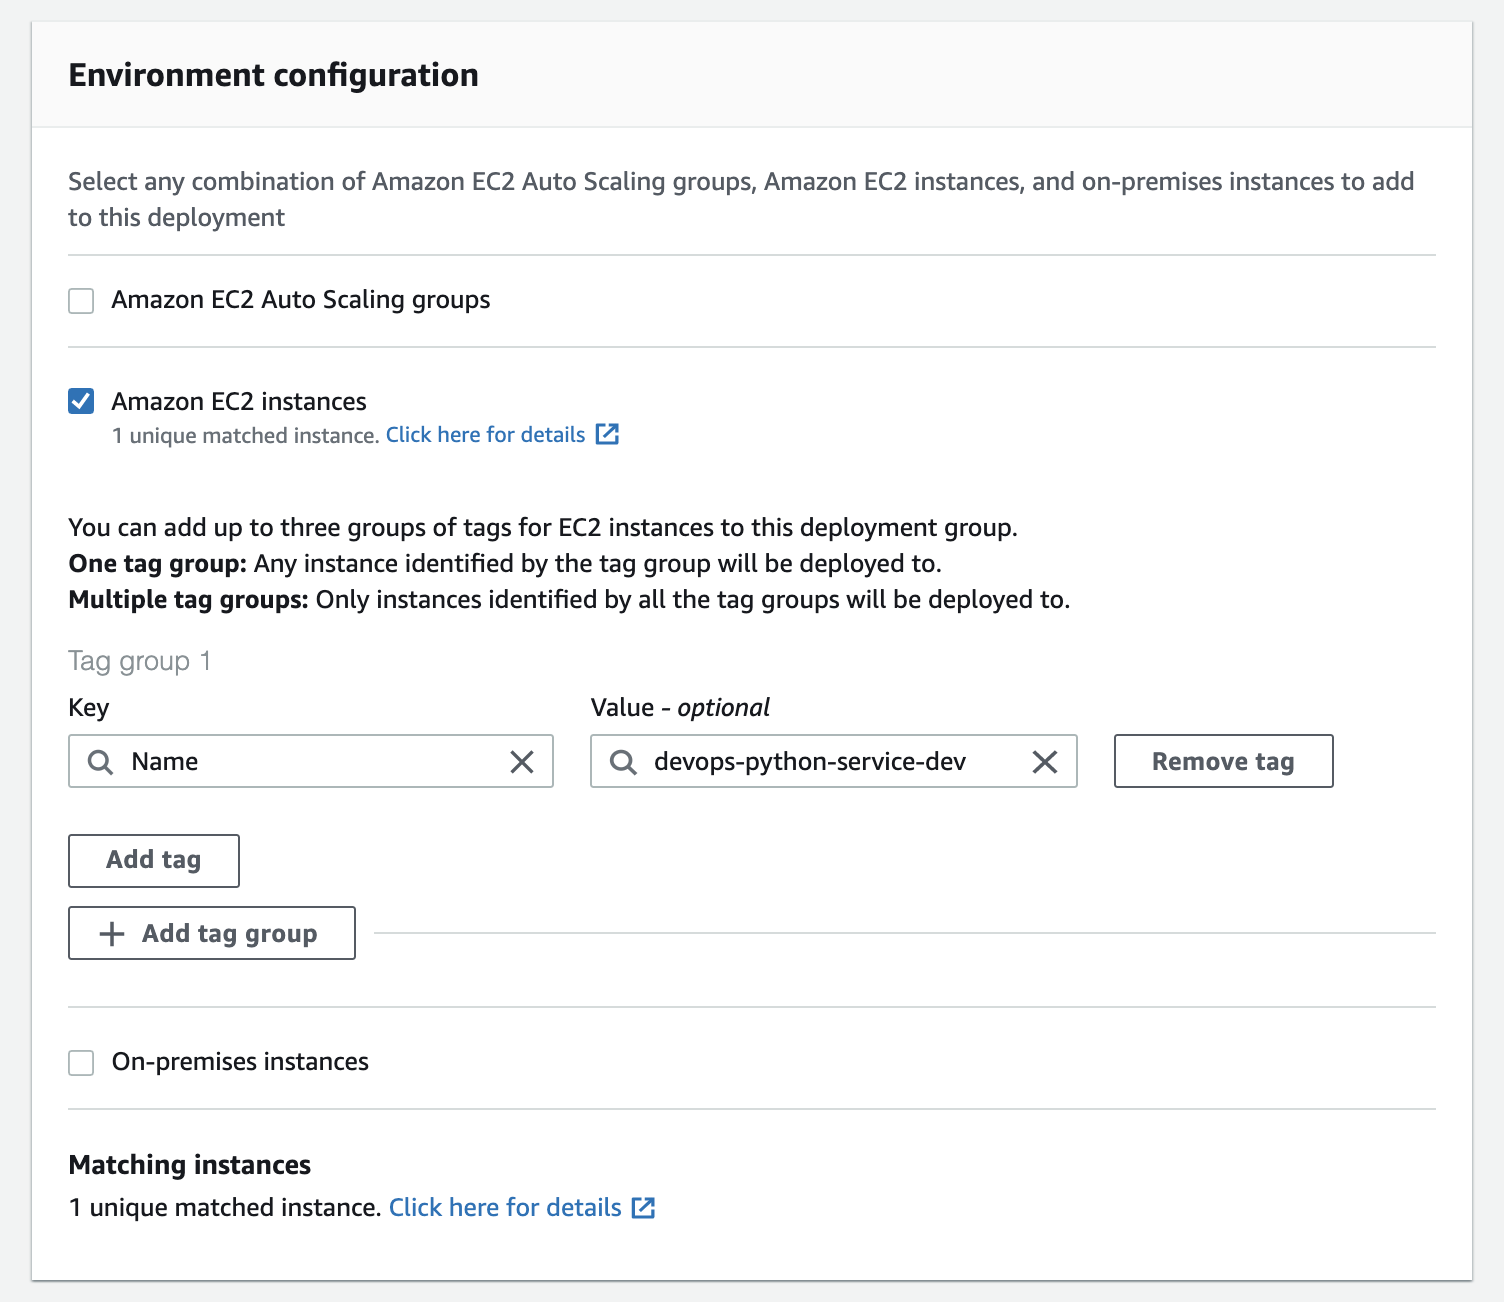 Environment configuration
Select any combination of Amazon EC2 Auto Scaling groups, Amazon EC2 instances, and on-premises instances to add
to this deployment
Amazon EC2 Auto Scaling groups
Amazon EC2 instances
1 unique matched instance. Click here for details
You can add up to three groups of tags for EC2 instances to this deployment group.
One tag group: Any instance identified by the tag group will be deployed to.
Multiple tag groups: Only instances identified by all the tag groups will be deployed to.
Tag group 1
Key Value - optional
Name devops-python-service-dev Remove tag
Add tag
Add tag group
On-premises instances
Matching instances
1 unique matched instance. Click here for details